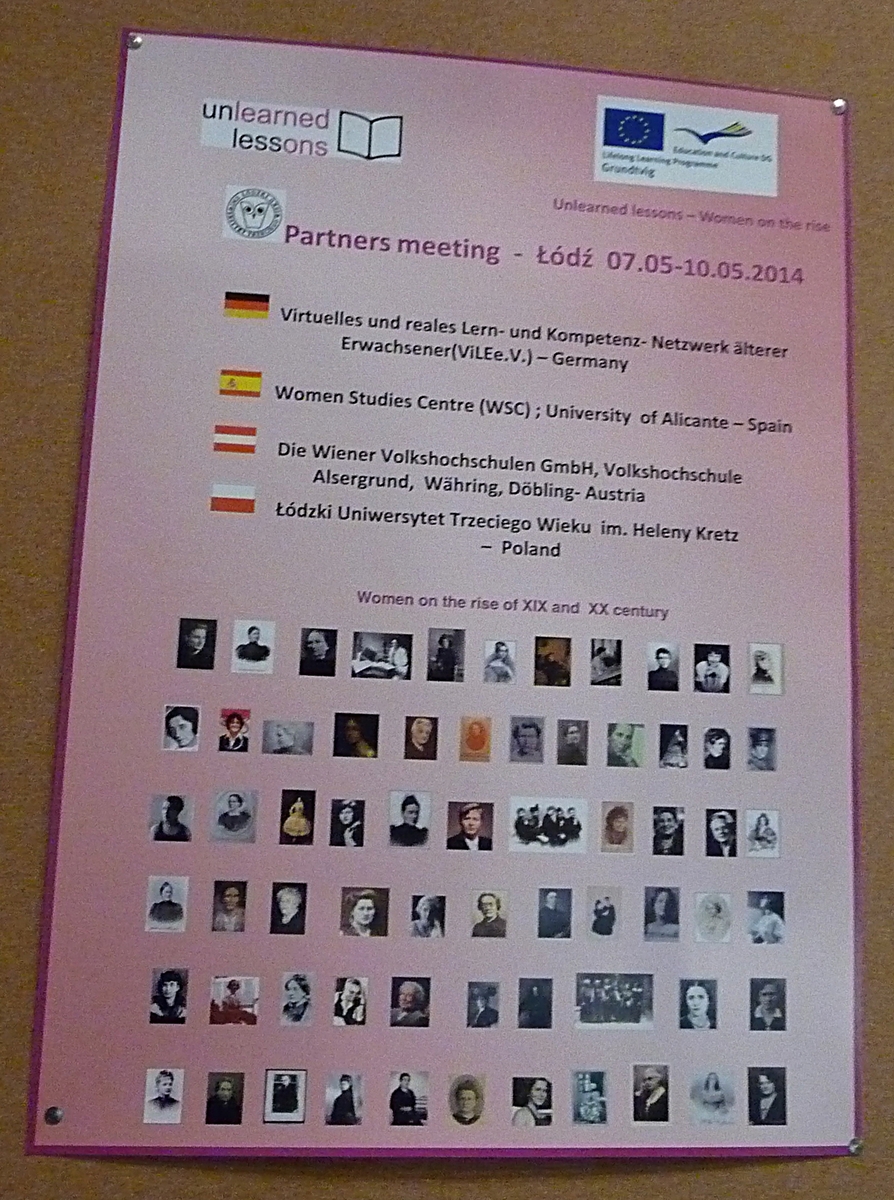 unlearned
lessons
Education and Culture DG
Lifelong Learning Programme
Grundtvig
Unlearned lessons – Women on the rise
Partners meeting - Łódź 07.05-10.05.2014
Virtuelles und reales Lern- und Kompetenz- Netzwerk älterer
Erwachsener(ViLEe.V.) – Germany
Women Studies Centre (WSC) ; University of Alicante – Spain
Die Wiener Volkshochschulen GmbH, Volkshochschule
Alsergrund, Währing, Döbling- Austria
Łódzki Uniwersytet Trzeciego Wieku im. Heleny Kretz
– Poland
Women on the rise of XIX and XX century